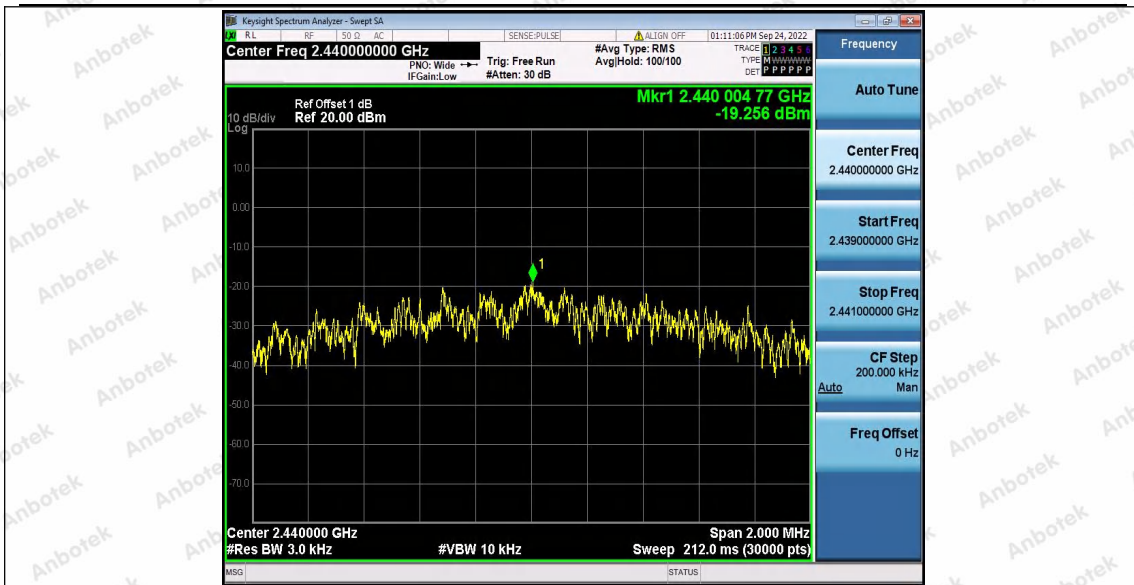 Keysight Spectrum Analyzer - Swept SA
LXI RL RF 50 Ω AC SENSE:PULSE ALIGN OFF 01:11:06 PM Sep 24, 2022
Center Freq 2.440000000 GHz
PNO: Wide
IFGain:Low
Trig: Free Run
#Atten: 30 dB
#Avg Type: RMS
Avg|Hold: 100/100
TRACE 1 2 3 4 5 6
TYPE M WWWWW
DET P P P P P P
Ref Offset 1 dB
10 dB/div Ref 20.00 dBm
Log
Mkr1 2.440 004 77 GHz
-19.256 dBm
10.0
0.00
-10.0
-20.0
-30.0
-40.0
-50.0
-60.0
-70.0
1
Center 2.440000 GHz Span 2.000 MHz
#Res BW 3.0 kHz #VBW 10 kHz Sweep 212.0 ms (30000 pts)
MSG STATUS
Frequency
Auto Tune
Center Freq
2.440000000 GHz
Start Freq
2.439000000 GHz
Stop Freq
2.441000000 GHz
CF Step
200.000 kHz
Auto Man
Freq Offset
0 Hz
Anbotek